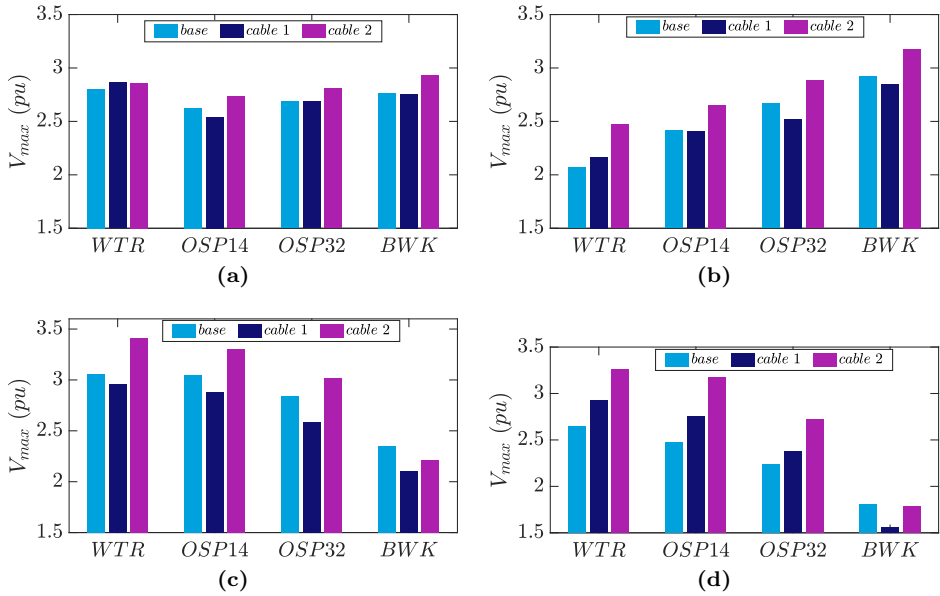 base cable 1 cable 2
V_max (pu)
3.5
3
2.5
2
1.5
WTR OSP14 OSP32 BWK
(a)
base cable 1 cable 2
V_max (pu)
3.5
3
2.5
2
1.5
WTR OSP14 OSP32 BWK
(b)
base cable 1 cable 2
V_max (pu)
3.5
3
2.5
2
1.5
WTR OSP14 OSP32 BWK
(c)
base cable 1 cable 2
V_max (pu)
3.5
3
2.5
2
1.5
WTR OSP14 OSP32 BWK
(d)